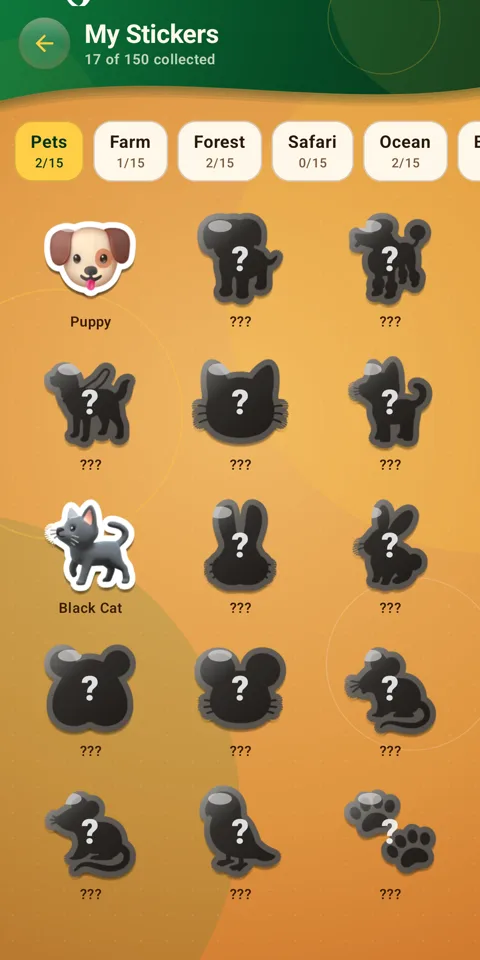 My Stickers
17 of 150 collected
Pets
2/15
Farm
1/15
Forest
2/15
Safari
0/15
Ocean
2/15
? ?
Puppy ??? ???
? ? ?
??? ??? ???
? ?
Black Cat ??? ???
? ? ?
??? ??? ???
? ? ?
??? ??? ???